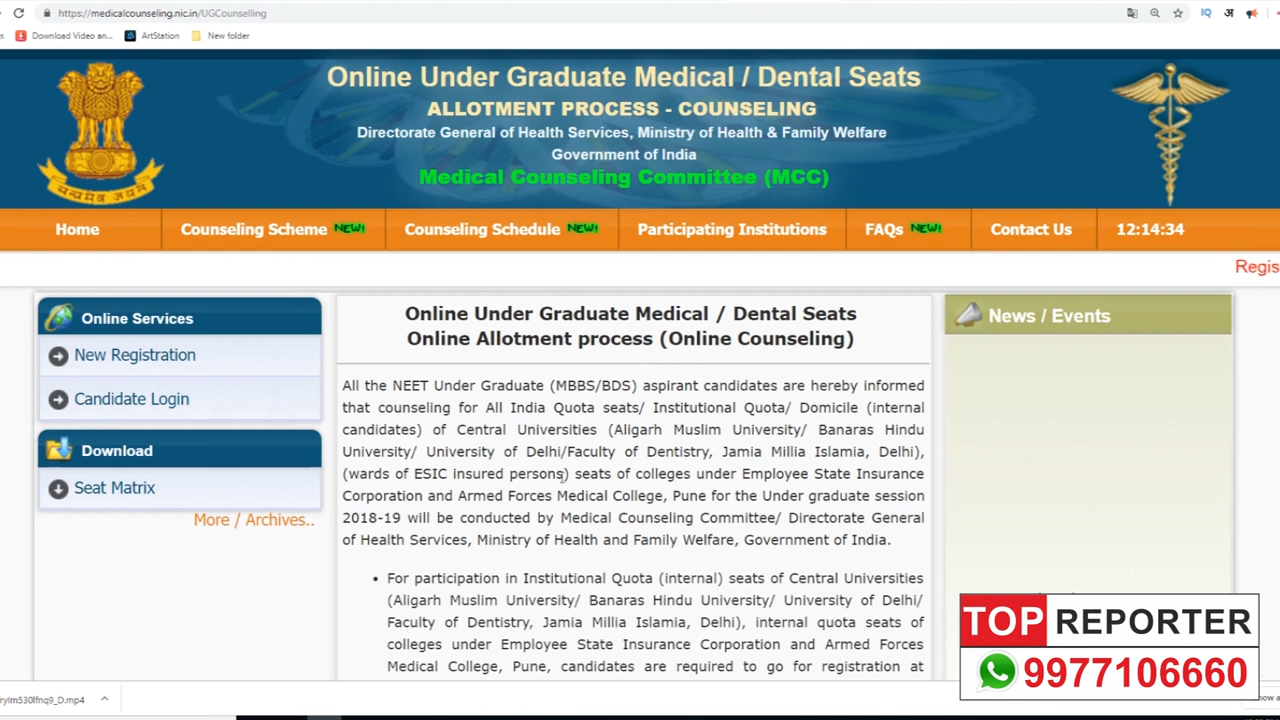 https://medicalcounseling.nic.in/UGCounselling
Download Video an... ArtStation New folder
Online Under Graduate Medical / Dental Seats
ALLOTMENT PROCESS - COUNSELING
Directorate General of Health Services, Ministry of Health & Family Welfare
Government of India
Medical Counseling Committee (MCC)
सत्यमेव जयते
Home Counseling Scheme NEW! Counseling Schedule NEW! Participating Institutions FAQs NEW! Contact Us 12:14:34
Regis
Online Services
New Registration
Candidate Login
Download
Seat Matrix
More / Archives..
Online Under Graduate Medical / Dental Seats
Online Allotment process (Online Counseling)
All the NEET Under Graduate (MBBS/BDS) aspirant candidates are hereby informed
that counseling for All India Quota seats/ Institutional Quota/ Domicile (internal
candidates) of Central Universities (Aligarh Muslim University/ Banaras Hindu
University/ University of Delhi/Faculty of Dentistry, Jamia Millia Islamia, Delhi),
(wards of ESIC insured persons) seats of colleges under Employee State Insurance
Corporation and Armed Forces Medical College, Pune for the Under graduate session
2018-19 will be conducted by Medical Counseling Committee/ Directorate General
of Health Services, Ministry of Health and Family Welfare, Government of India.
• For participation in Institutional Quota (internal) seats of Central Universities
(Aligarh Muslim University/ Banaras Hindu University/ University of Delhi/
Faculty of Dentistry, Jamia Millia Islamia, Delhi), internal quota seats of
colleges under Employee State Insurance Corporation and Armed Forces
Medical College, Pune, candidates are required to go for registration at
News / Events
TOP REPORTER
9977106660